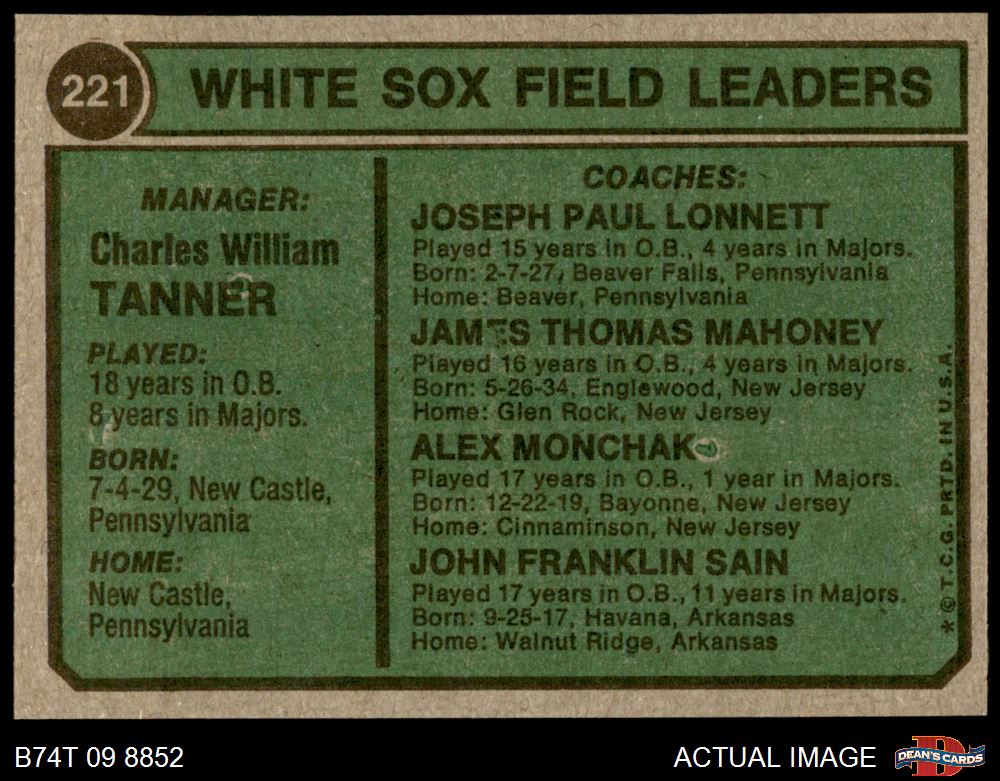 221
WHITE SOX FIELD LEADERS
MANAGER:
Charles William
TANNER
PLAYED:
18 years in O.B.
8 years in Majors.
BORN:
7-4-29, New Castle,
Pennsylvania
HOME:
New Castle,
Pennsylvania
COACHES:
JOSEPH PAUL LONNETT
Played 15 years in O.B., 4 years in Majors.
Born: 2-7-27, Beaver Falls, Pennsylvania
Home: Beaver, Pennsylvania
JAMES THOMAS MAHONEY
Played 16 years in O.B., 4 years in Majors.
Born: 5-26-34, Englewood, New Jersey
Home: Glen Rock, New Jersey
ALEX MONCHAK
Played 17 years in O.B., 1 year in Majors.
Born: 12-22-19, Bayonne, New Jersey
Home: Cinnaminson, New Jersey
JOHN FRANKLIN SAIN
Played 17 years in O.B., 11 years in Majors.
Born: 9-25-17, Havana, Arkansas
Home: Walnut Ridge, Arkansas
* © T.C.G. PRTD. IN U.S.A.
B74T 09 8852
ACTUAL IMAGE
D
DEAN'S CARDS